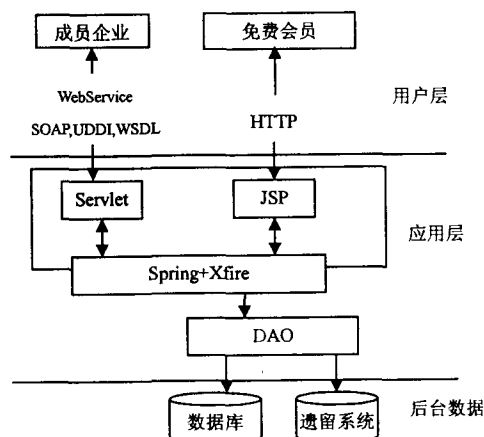 成员企业
免费会员
WebService
用户层
SOAP,UDDI,WSDL
HTTP
Servlet
JSP
应用层
Spring+Xfire
DAO
后台数据
数据库
遗留系统